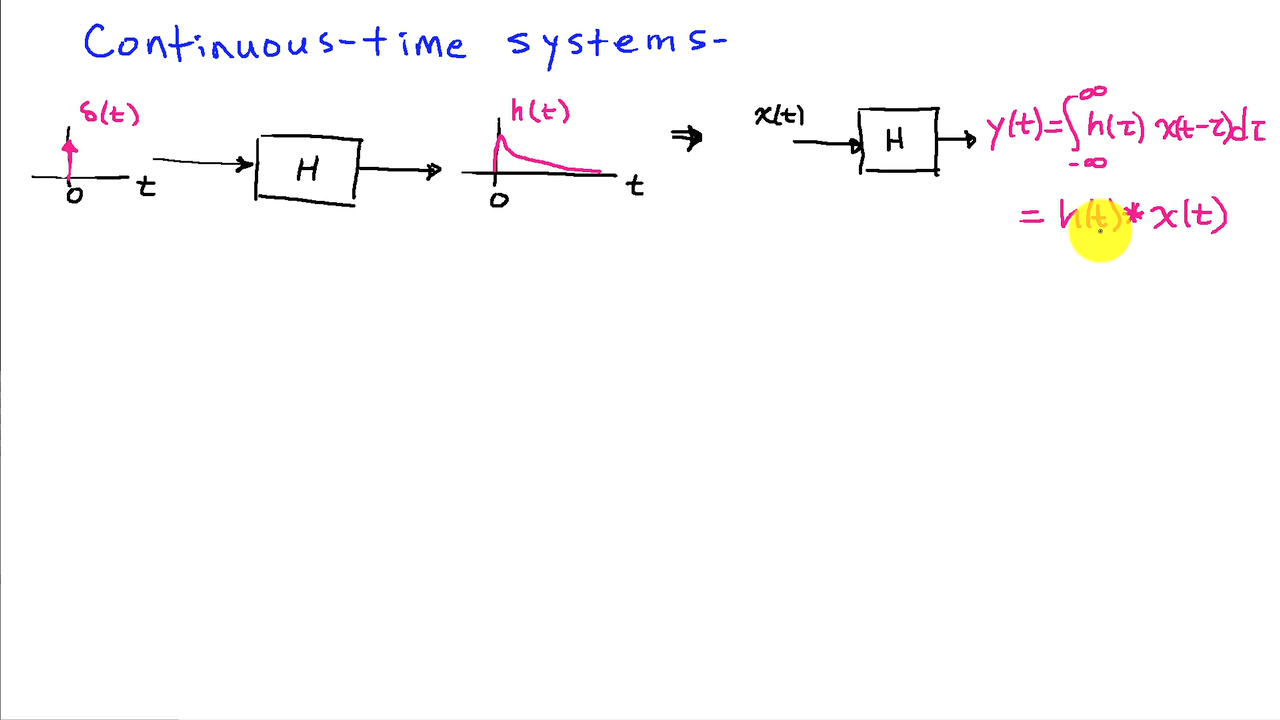 Continuous-time systems-
δ(t)
0
t
H
h(t)
0
t
⇒
x(t)
H
y(t)=∫_{-∞}^{∞} h(τ) x(t-τ)dτ
= h(t)*x(t)